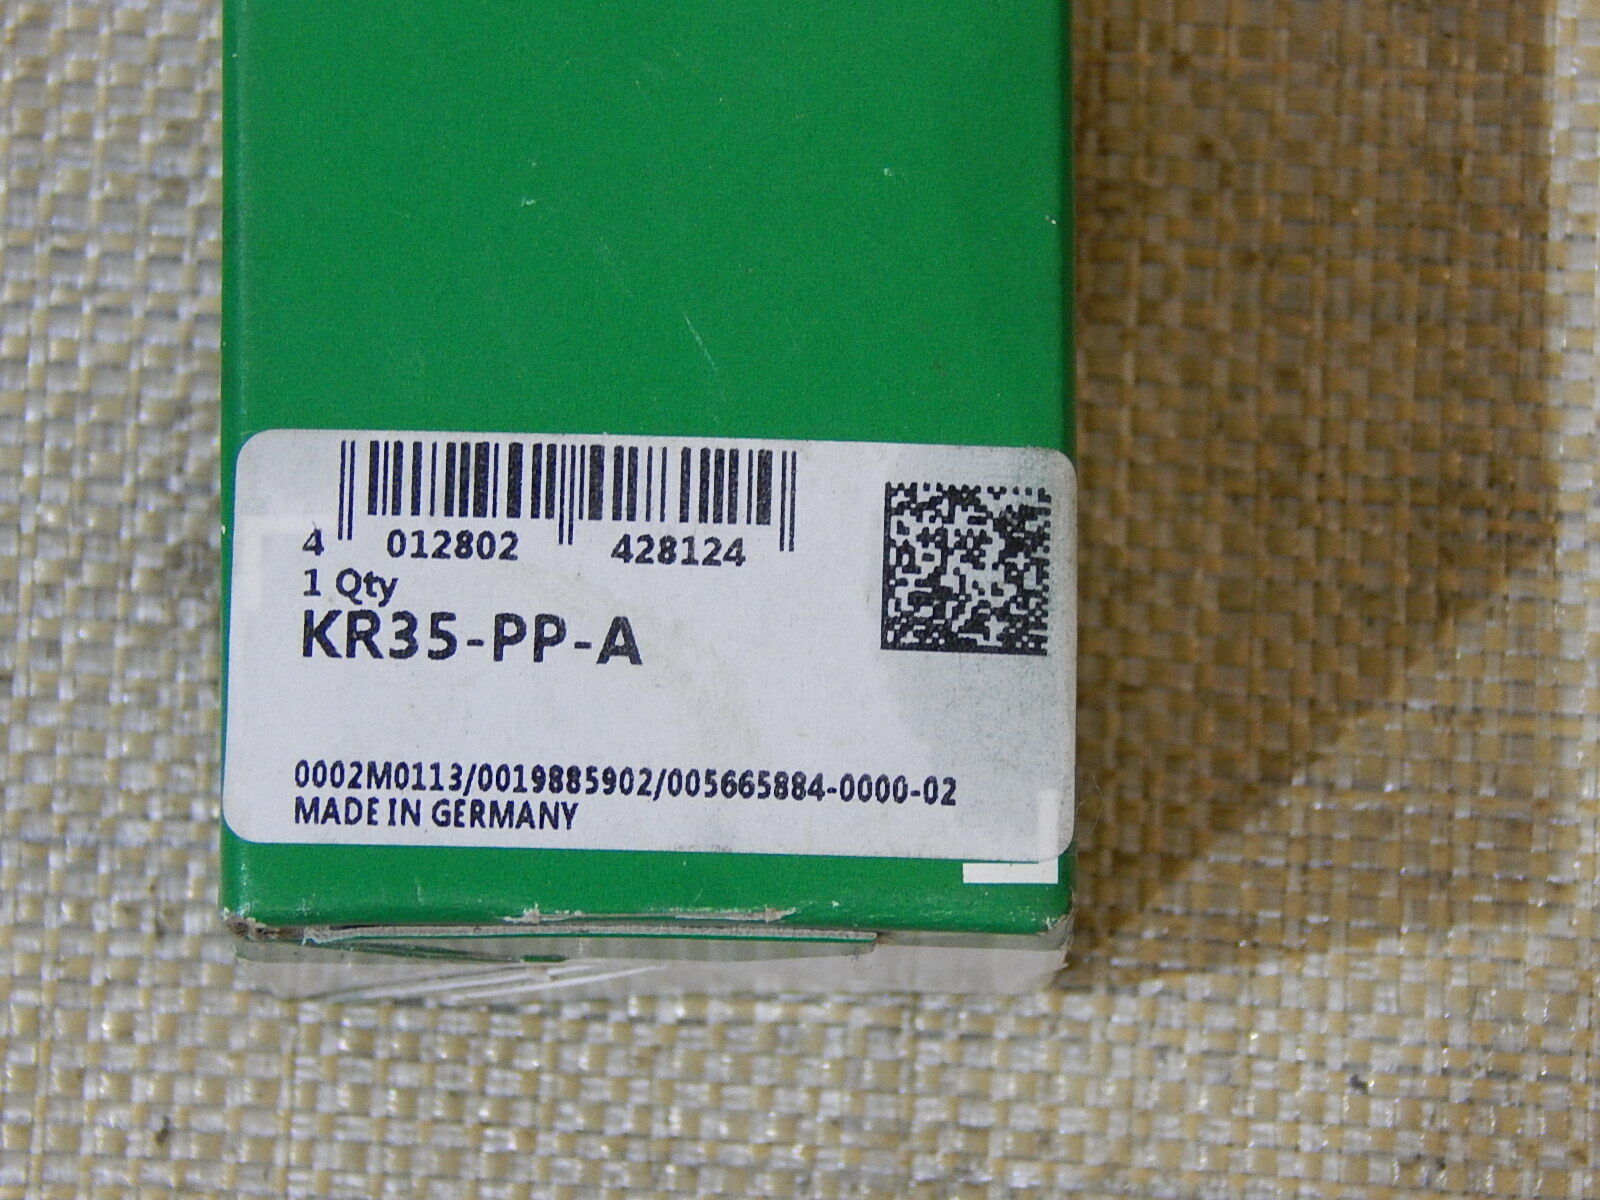 4 012802 428124
1 Qty
KR35-PP-A
0002M0113/0019885902/005665884-0000-02
MADE IN GERMANY